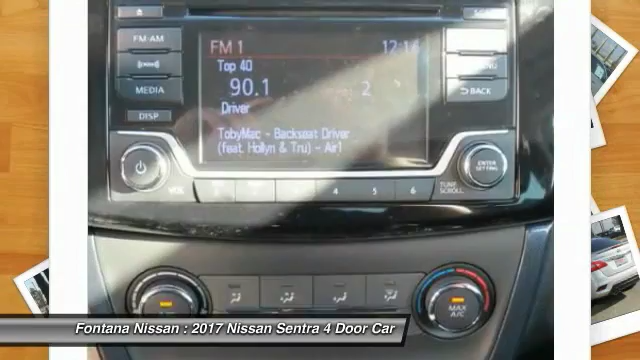 FM·AM
MEDIA
DISP
FM 1
12:14
Top 40
90.1
2
Driver
TobyMac - Backseat Driver
(feat. Hollyn & Tru) - Air1
BACK
VOL
4
5
6
TUNE
SCROLL
ENTER
SETTING
MAX
A/C
Fontana Nissan : 2017 Nissan Sentra 4 Door Car